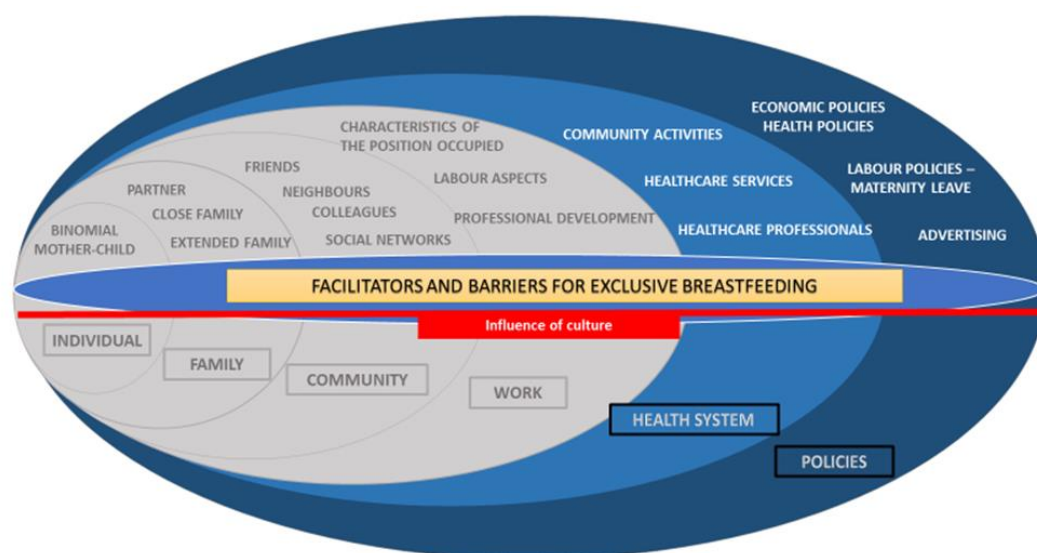 ECONOMIC POLICIES
HEALTH POLICIES
CHARACTERISTICS OF
THE POSITION OCCUPIED
COMMUNITY ACTIVITIES
FRIENDS
LABOUR ASPECTS
HEALTHCARE SERVICES
LABOUR POLICIES –
MATERNITY LEAVE
PARTNER
NEIGHBOURS
CLOSE FAMILY
COLLEAGUES
PROFESSIONAL DEVELOPMENT
BINOMIAL
MOTHER-CHILD
EXTENDED FAMILY
SOCIAL NETWORKS
HEALTHCARE PROFESSIONALS
ADVERTISING
FACILITATORS AND BARRIERS FOR EXCLUSIVE BREASTFEEDING
Influence of culture
INDIVIDUAL
FAMILY
COMMUNITY
WORK
HEALTH SYSTEM
POLICIES